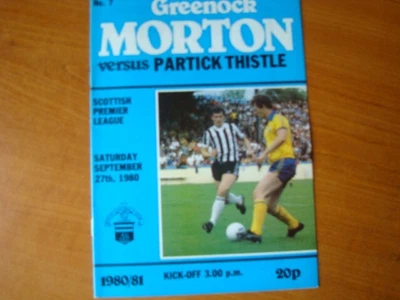 No. 7
Greenock
MORTON
versus PARTICK THISTLE
SCOTTISH
PREMIER
LEAGUE
SATURDAY
SEPTEMBER
27th, 1980
1980/81
KICK-OFF 3.00 p.m.
20p